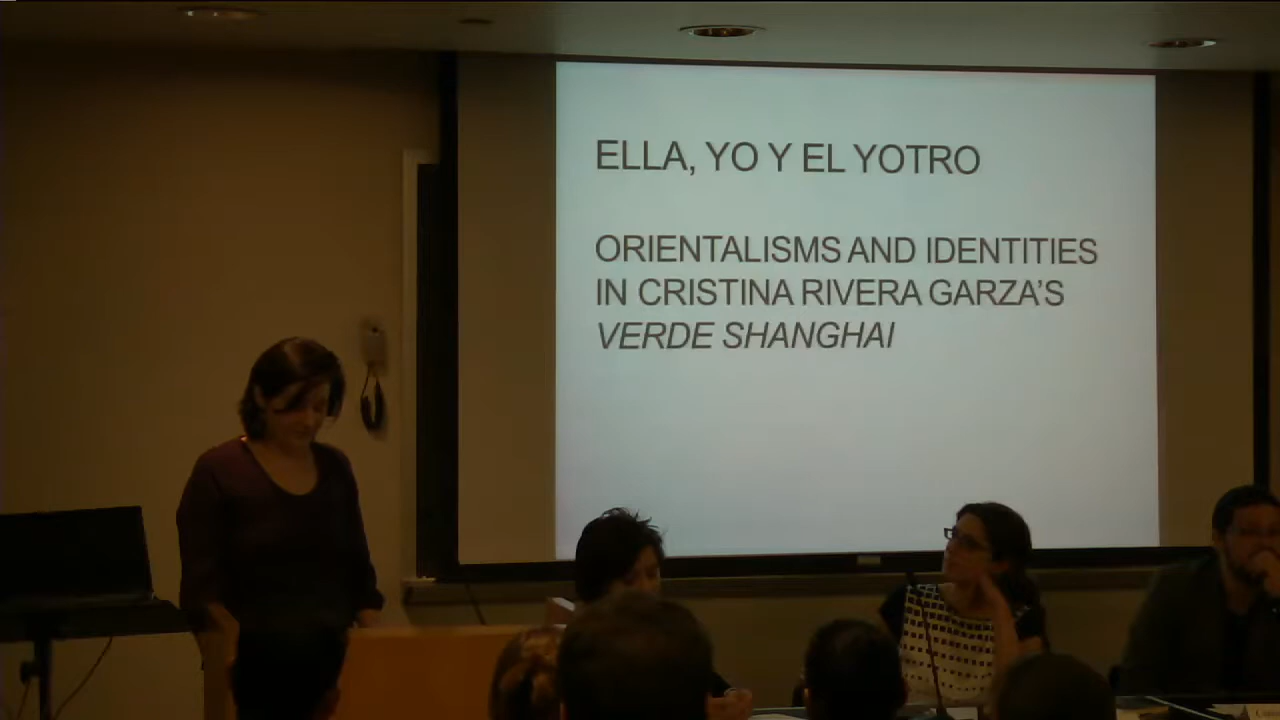 ELLA, YO Y EL YOTRO
ORIENTALISMS AND IDENTITIES
IN CRISTINA RIVERA GARZA'S
VERDE SHANGHAI